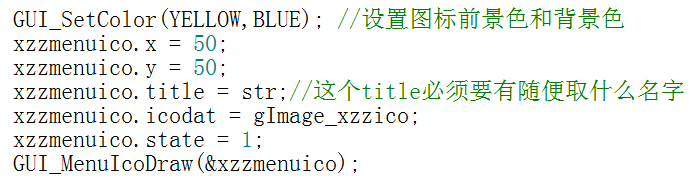 GUI_SetColor(YELLOW,BLUE); //设置图标前景色和背景色
xzzmenuico.x = 50;
xzzmenuico.y = 50;
xzzmenuico.title = str;//这个title必须要有随便取什么名字
xzzmenuico.icodat = gImage_xzzico;
xzzmenuico.state = 1;
GUI_MenuIcoDraw(&xzzmenuico);